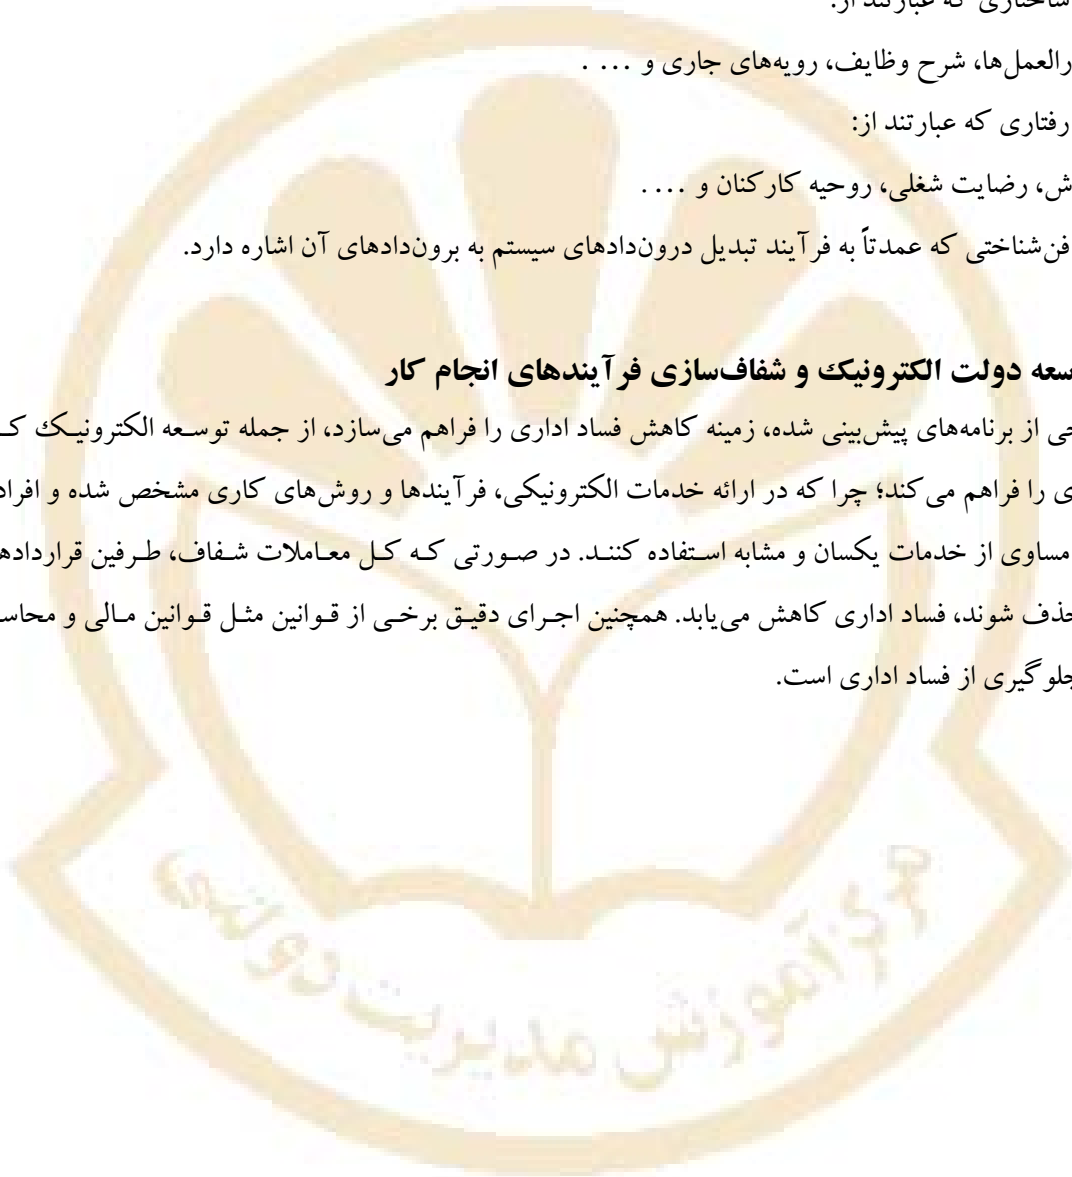 ساختاری که عبارتند از:
رالعمل‌ها، شرح وظایف، رویه‌های جاری و ... .
رفتاری که عبارتند از:
ش، رضایت شغلی، روحیه کارکنان و ... .
فن‌شناختی که عمدتاً به فرآیند تبدیل درون‌دادهای سیستم به برون‌دادهای آن اشاره دارد.
سعه دولت الکترونیک و شفاف‌سازی فرآیندهای انجام کار
خی از برنامه‌های پیش‌بینی شده، زمینه کاهش فساد اداری را فراهم می‌سازد، از جمله توسعه الکترونیک ک
ی را فراهم می‌کند؛ چرا که در ارائه خدمات الکترونیکی، فرآیندها و روش‌های کاری مشخص شده و افراد
مساوی از خدمات یکسان و مشابه استفاده کنند. در صورتی که کل معاملات شفاف، طرفین قراردادها
حذف شوند، فساد اداری کاهش می‌یابد. همچنین اجرای دقیق برخی از قوانین مثل قوانین مالی و محاس
جلوگیری از فساد اداری است.
مرکز آموزش مدیریت دولتی